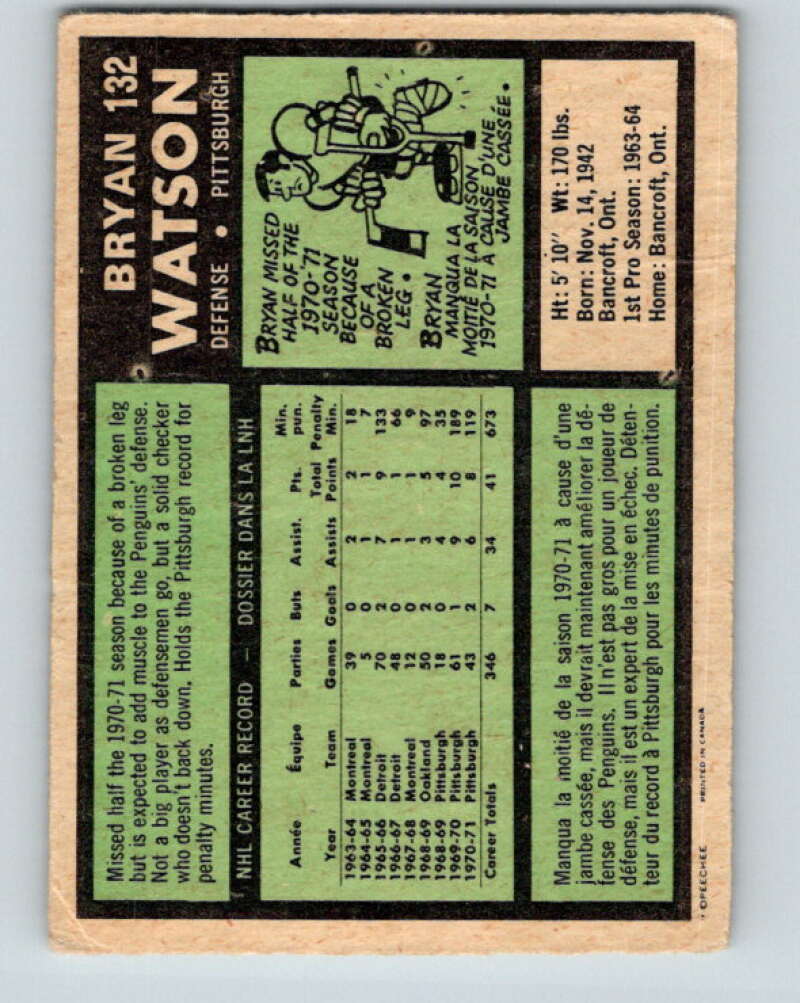 BRYAN 132
WATSON
DEFENSE • PITTSBURGH
Missed half the 1970-71 season because of a broken leg
but is expected to add muscle to the Penguins' defense.
Not a big player as defensemen go, but a solid checker
who doesn't back down. Holds the Pittsburgh record for
penalty minutes.
BRYAN MISSED
HALF OF THE
1970-'71
SEASON
BECAUSE
OF A
BROKEN
LEG •
BRYAN
MANQUA LA
MOITIÉ DE LA SAISON
1970-71 À CAUSE D'UNE
JAMBE CASSÉE •
NHL CAREER RECORD — DOSSIER DANS LA LNH
Année Équipe Parties Buts Assist. Pts. Min. pun.
Year Team Games Goals Assists Total Points Penalty Min.
1963-64 Montreal 39 0 2 2 18
1964-65 Montreal 5 0 1 1 7
1965-66 Detroit 70 2 7 9 133
1966-67 Detroit 48 0 1 1 66
1967-68 Montreal 12 0 1 1 9
1968-69 Oakland 50 2 3 5 97
1968-69 Pittsburgh 18 0 4 4 35
1969-70 Pittsburgh 61 1 9 10 189
1970-71 Pittsburgh 43 2 6 8 119
Career Totals 346 7 34 41 673
Ht: 5' 10" Wt: 170 lbs.
Born: Nov. 14, 1942
Bancroft, Ont.
1st Pro Season: 1963-64
Home: Bancroft, Ont.
Manqua la moitié de la saison 1970-71 à cause d'une
jambe cassée, mais il devrait maintenant améliorer la dé-
fense des Penguins. Il n'est pas gros pour un joueur de
défense, mais il est un expert de la mise en échec. Déten-
teur du record à Pittsburgh pour les minutes de punition.
©PEECHEE PRINTED IN CANADA